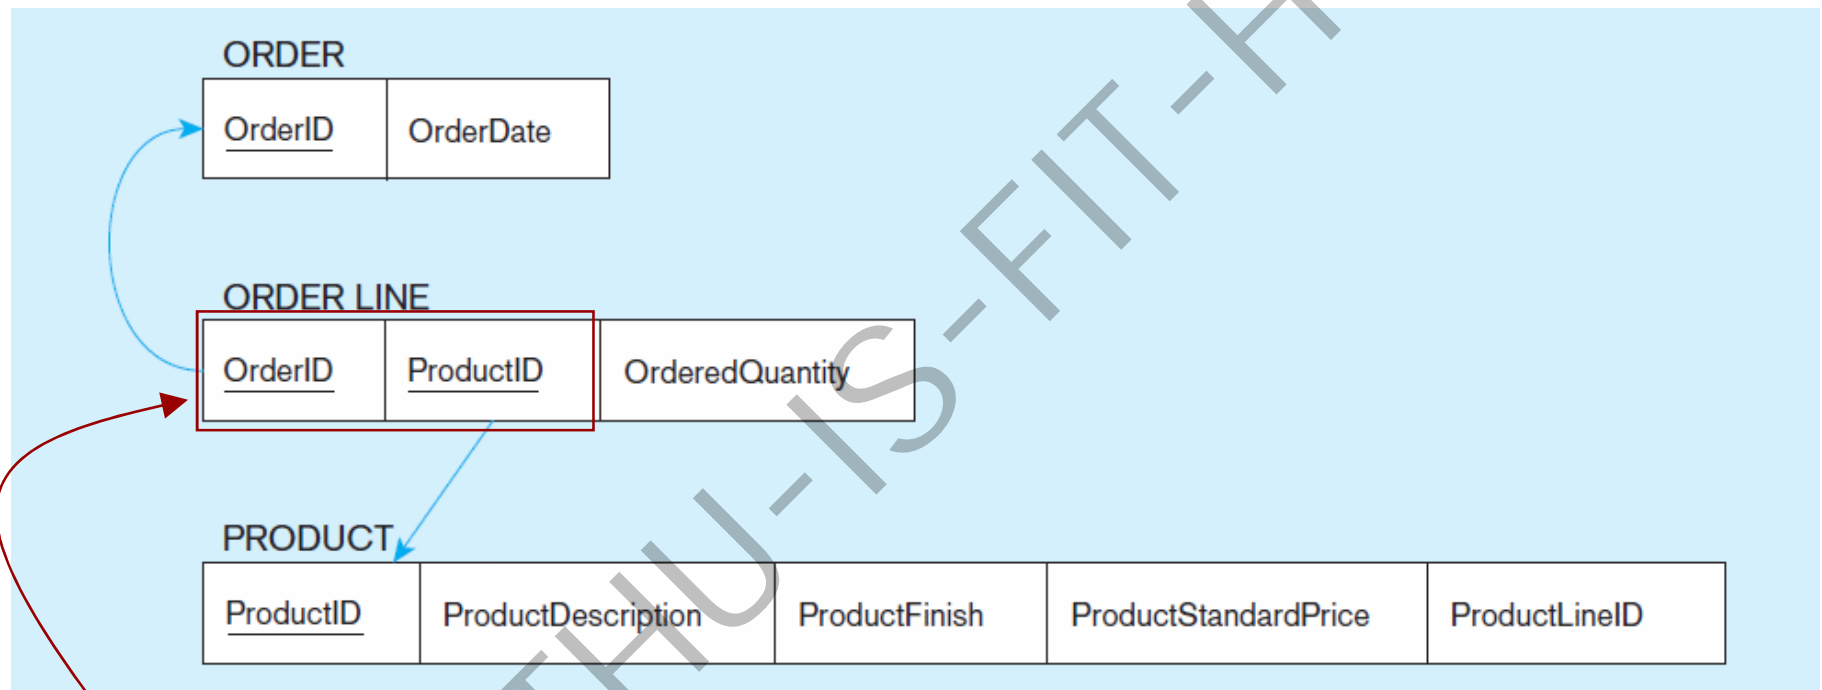 ORDER
OrderID OrderDate
ORDER LINE
OrderID ProductID OrderedQuantity
PRODUCT
ProductID ProductDescription ProductFinish ProductStandardPrice ProductLineID
THU-IS-FIT-H